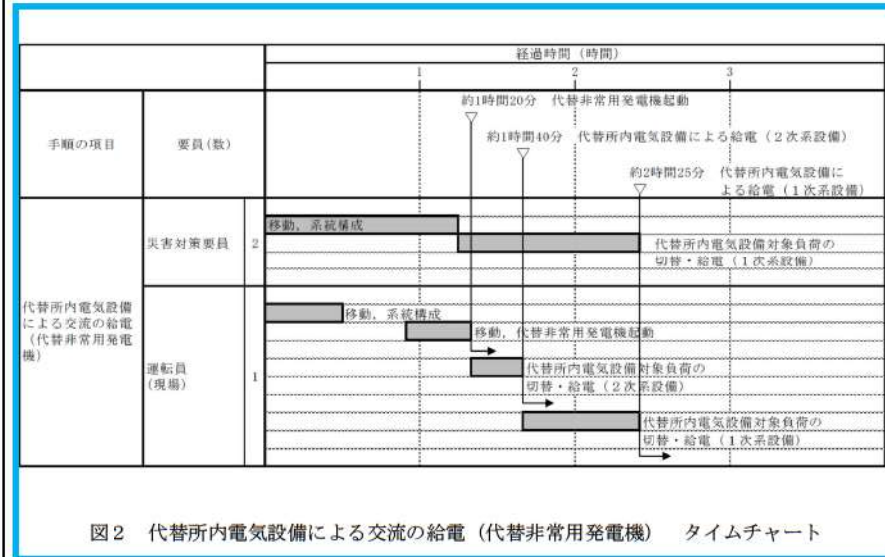 経過時間（時間）
1
2
3
手順の項目
要員(数)
約1時間20分　代替非常用発電機起動
約1時間40分　代替所内電気設備による給電（２次系設備）
約2時間25分　代替所内電気設備に
よる給電（１次系設備）
代替所内電気設備
による交流の給電
（代替非常用発電
機）
災害対策要員
2
移動，系統構成
代替所内電気設備対象負荷の
切替・給電（１次系設備）
運転員
(現場)
1
移動，系統構成
移動，代替非常用発電機起動
代替所内電気設備対象負荷の
切替・給電（２次系設備）
代替所内電気設備対象負荷の
切替・給電（１次系設備）
図２　代替所内電気設備による交流の給電（代替非常用発電機）　タイムチャート